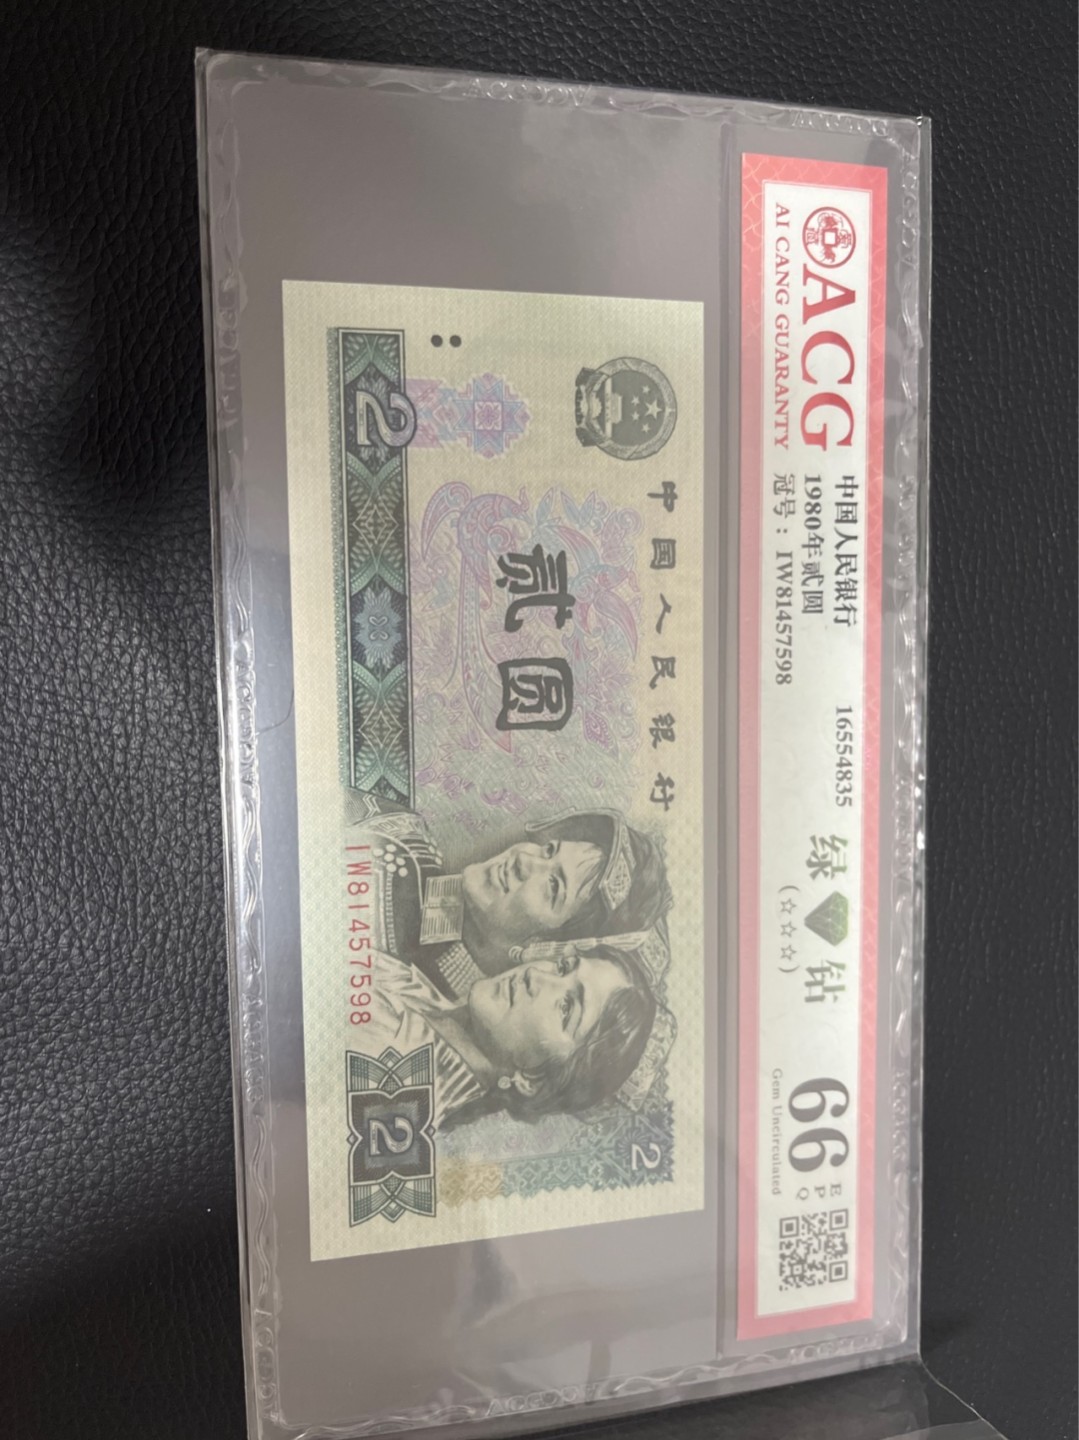 ACG
AI CANG GUARANTY
中国人民银行 16554835
1980年贰圆
冠号：IW81457598
绿钻
(☆☆☆)
66 EPQ
Gem Uncirculated
中国人民银行
贰圆
2
IW81457598
2
2